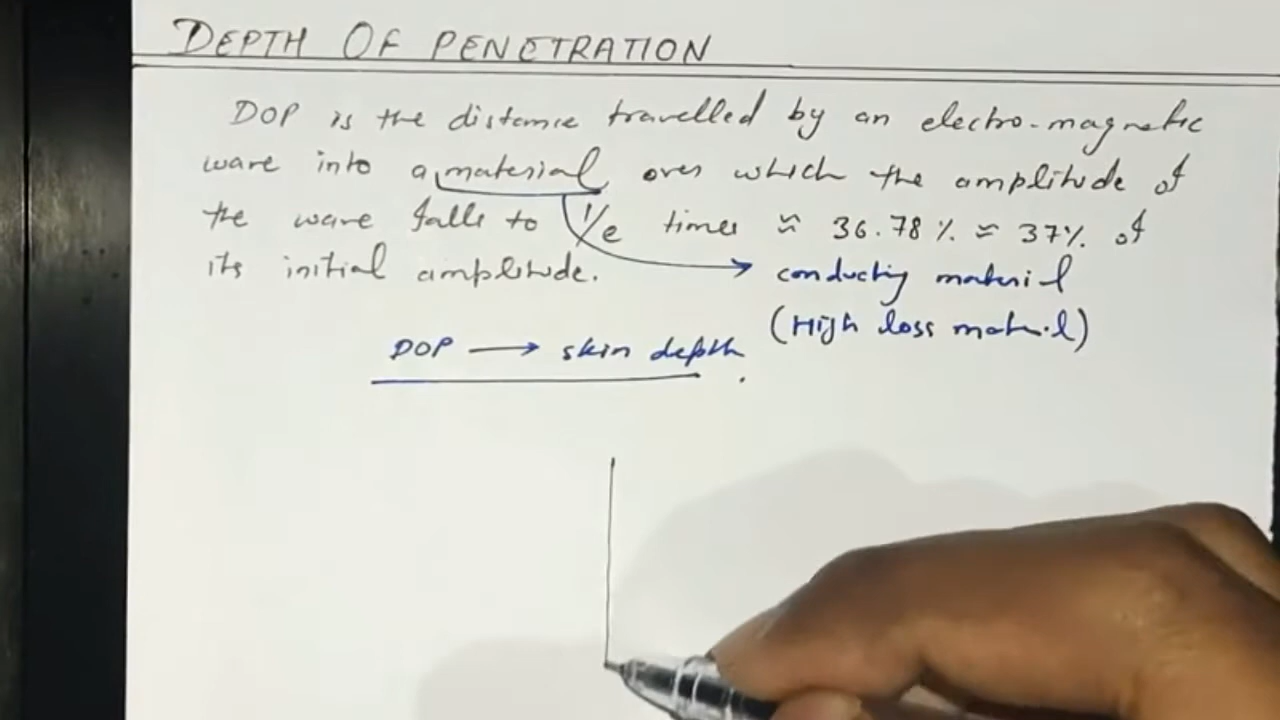 DEPTH OF PENETRATION
DOP is the distance travelled by an electro-magnetic
wave into a material over which the amplitude of
the wave falls to 1/e times ≈ 36.78 % ≈ 37% of
its initial amplitude. → conducting material
(High loss material)
DOP → skin depth.